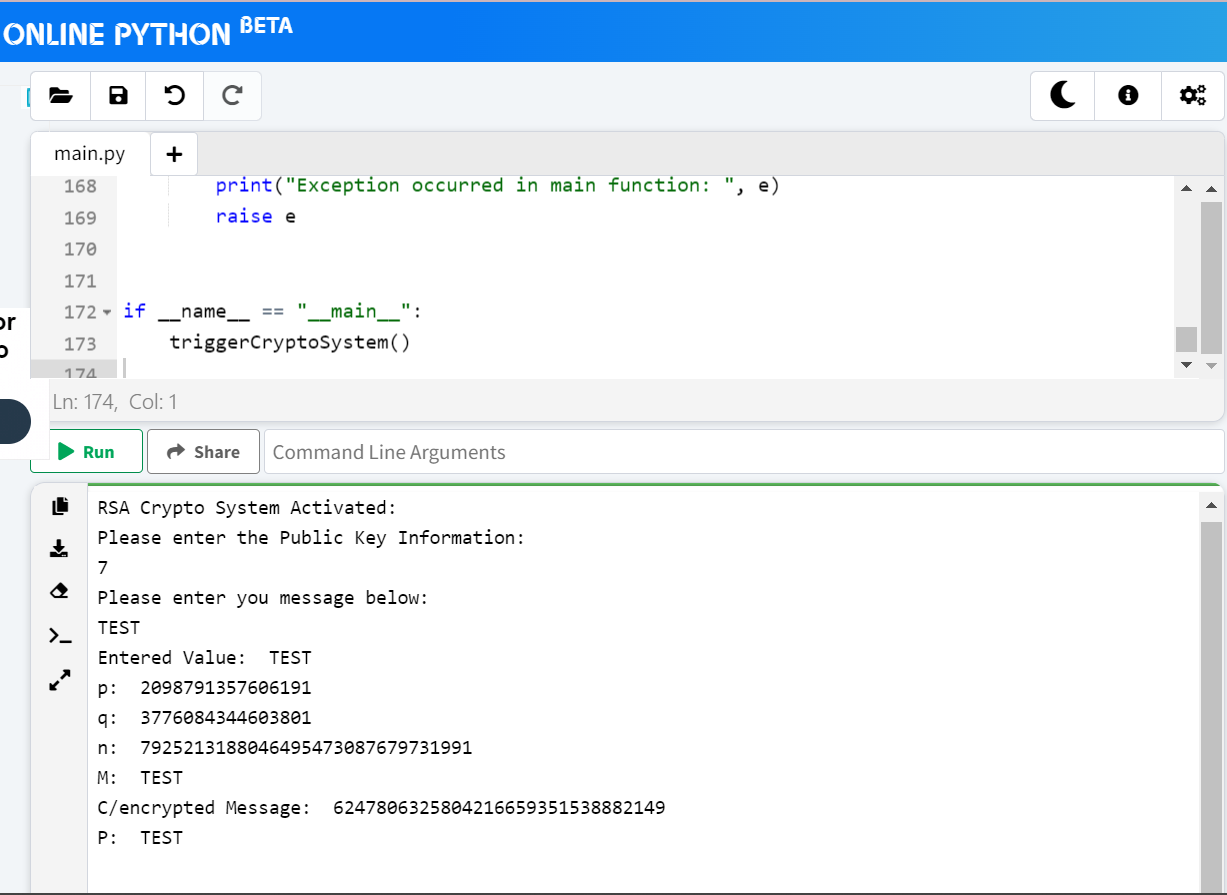 ONLINE PYTHON BETA
main.py +
168 print("Exception occurred in main function: ", e)
169 raise e
170
171
172 if __name__ == "__main__":
173 triggerCryptoSystem()
174
or
Ln: 174, Col: 1
Run Share Command Line Arguments
RSA Crypto System Activated:
Please enter the Public Key Information:
7
Please enter you message below:
TEST
Entered Value:  TEST
p:  2098791357606191
q:  3776084344603801
n:  7925213188046495473087679731991
M:  TEST
C/encrypted Message:  6247806325804216659351538882149
P:  TEST